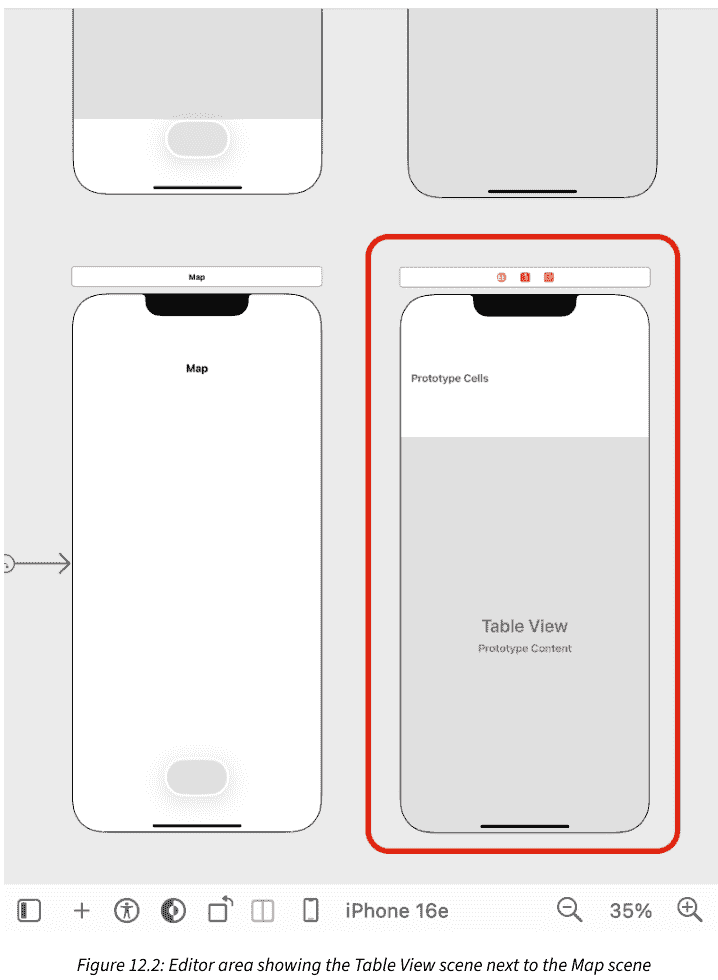 Map
Map
Prototype Cells
Table View
Prototype Content
iPhone 16e
35%
Figure 12.2: Editor area showing the Table View scene next to the Map scene